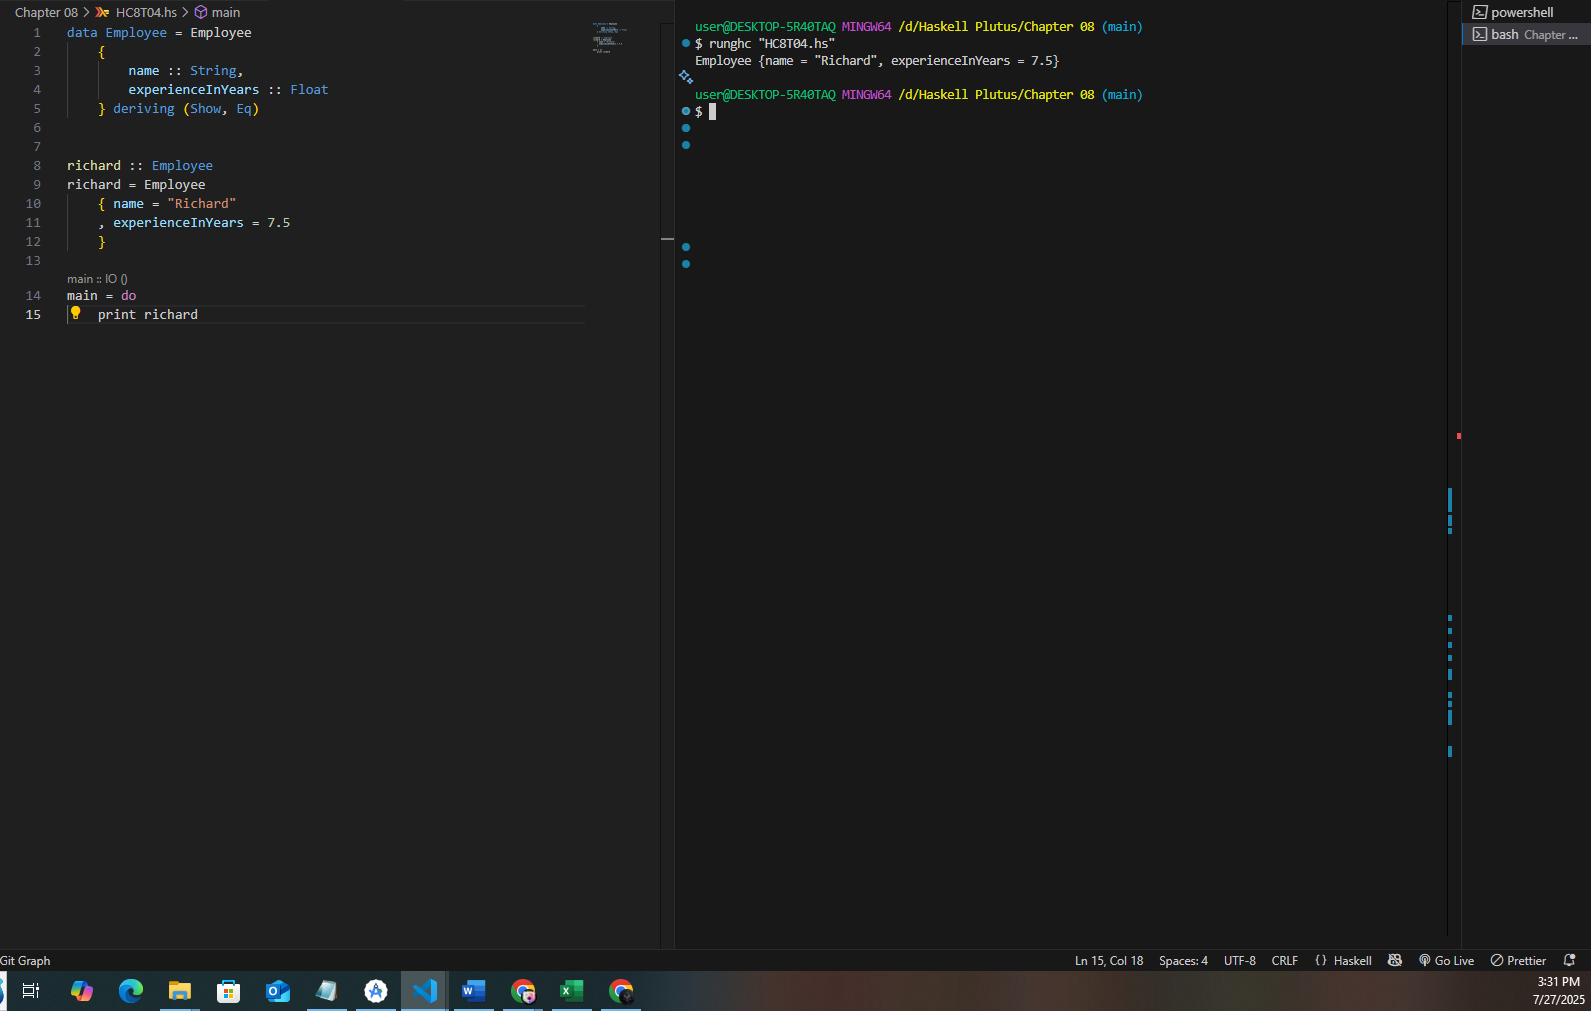 Chapter 08 > HC8T04.hs > main
1 data Employee = Employee
2     {
3         name :: String,
4         experienceInYears :: Float
5     } deriving (Show, Eq)
6
7
8 richard :: Employee
9 richard = Employee
10     { name = "Richard"
11     , experienceInYears = 7.5
12     }
13
main :: IO ()
14 main = do
15     print richard
user@DESKTOP-5R40TAQ MINGW64 /d/Haskell Plutus/Chapter 08 (main)
$ runghc "HC8T04.hs"
Employee {name = "Richard", experienceInYears = 7.5}
user@DESKTOP-5R40TAQ MINGW64 /d/Haskell Plutus/Chapter 08 (main)
$
powershell
bash Chapter ...
Git Graph
Ln 15, Col 18 Spaces: 4 UTF-8 CRLF {} Haskell Go Live Prettier
3:31 PM
7/27/2025